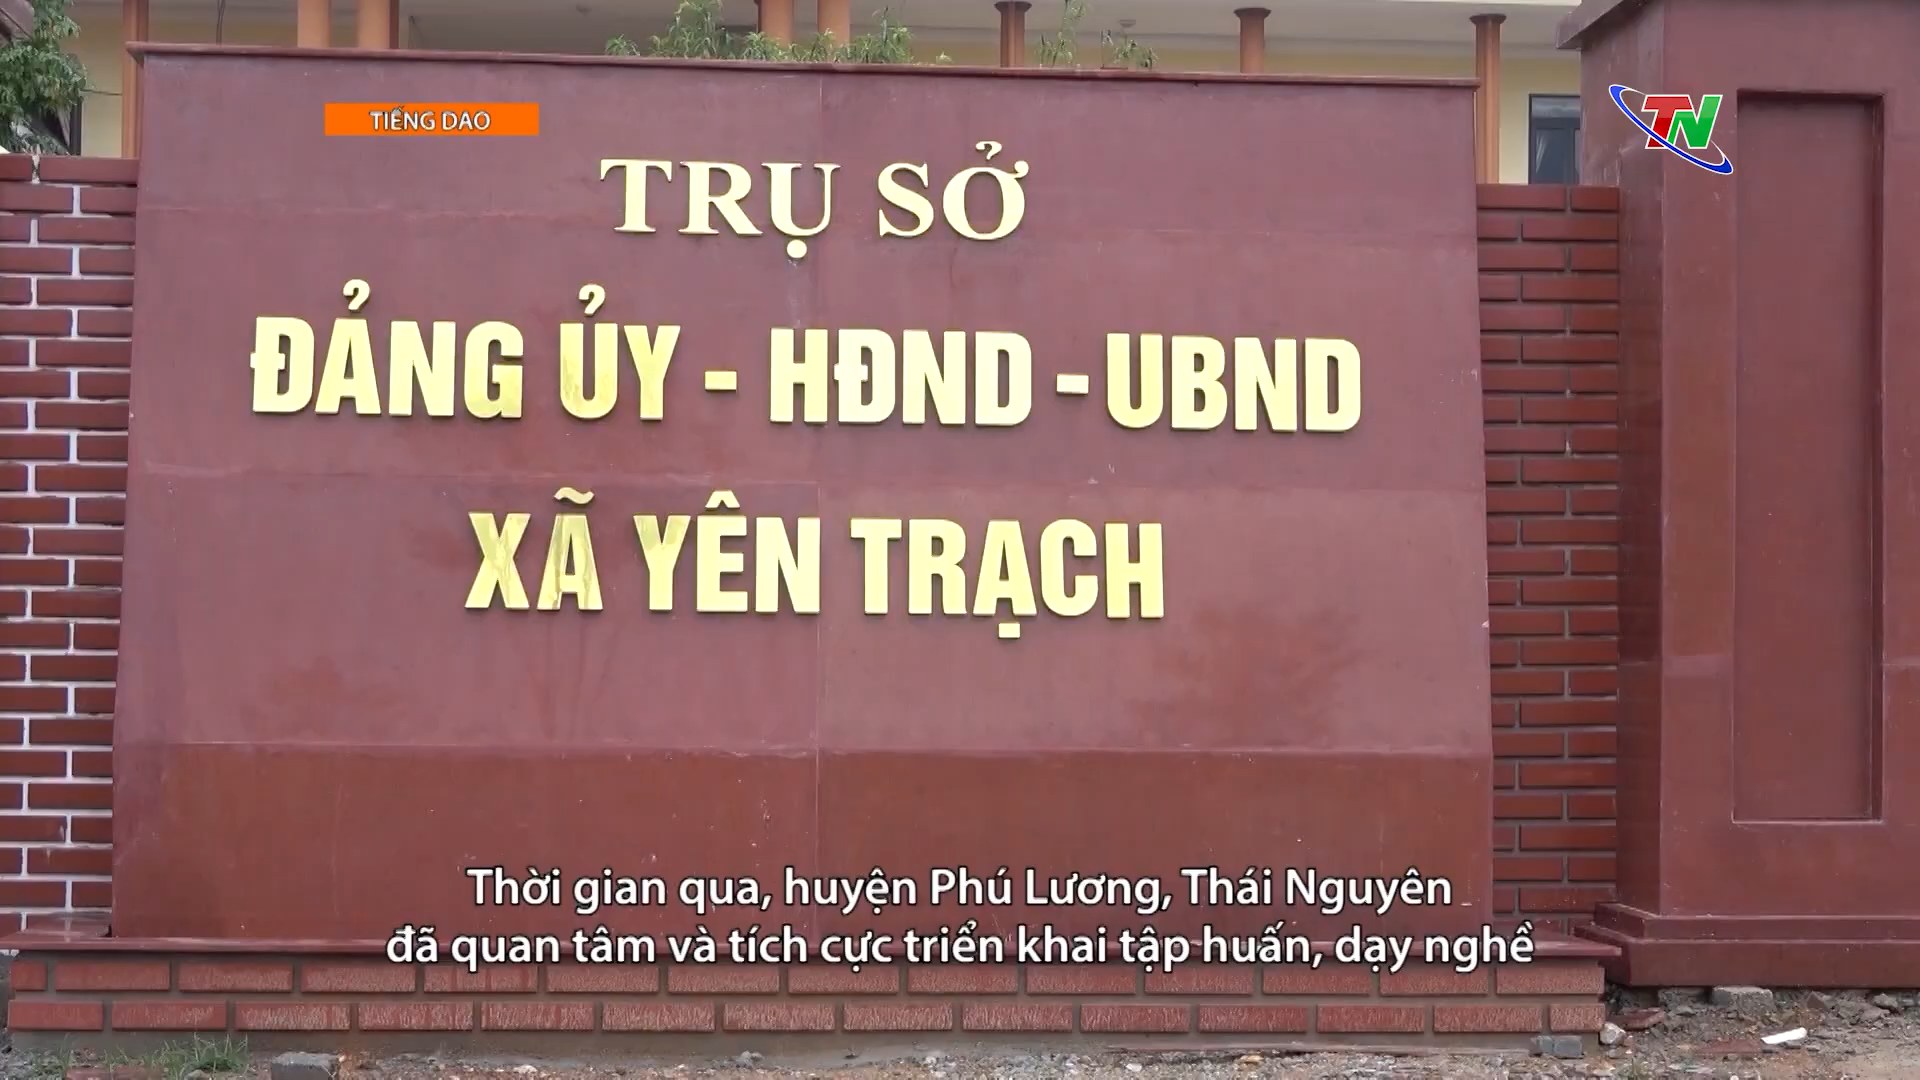 TIẾNG DAO
TN
TRỤ SỞ
ĐẢNG ỦY - HĐND - UBND
XÃ YÊN TRẠCH
Thời gian qua, huyện Phú Lương, Thái Nguyên
đã quan tâm và tích cực triển khai tập huấn, dạy nghề